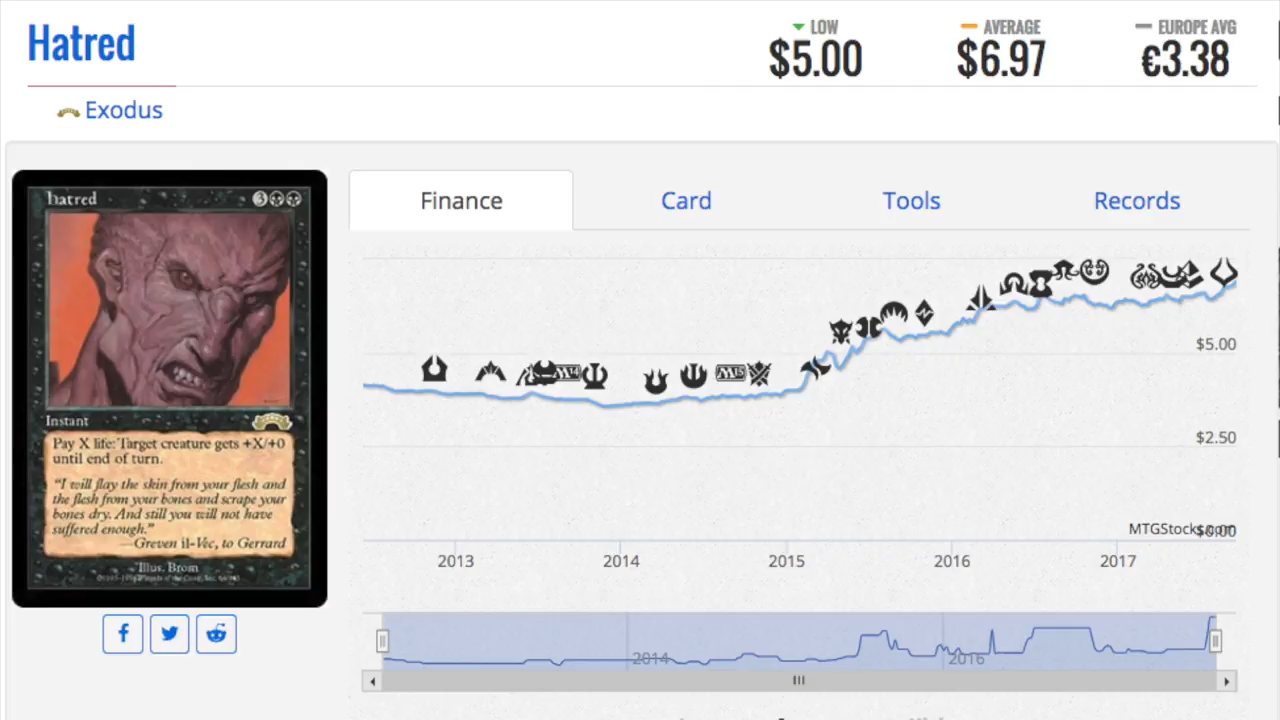 Hatred
LOW
$5.00
AVERAGE
$6.97
EUROPE AVG
€3.38
Exodus
Hatred
3
Instant
Pay X life: Target creature gets +X/+0
until end of turn.
"I will flay the skin from your flesh and
the flesh from your bones and scrape your
bones dry. And still you will not have
suffered enough."
—Greven il-Vec, to Gerrard
Illus. Brom
Finance
Card
Tools
Records
M14
M15
$5.00
$2.50
$0.00
MTGStocks.com
2013
2014
2015
2016
2017
2014
2016